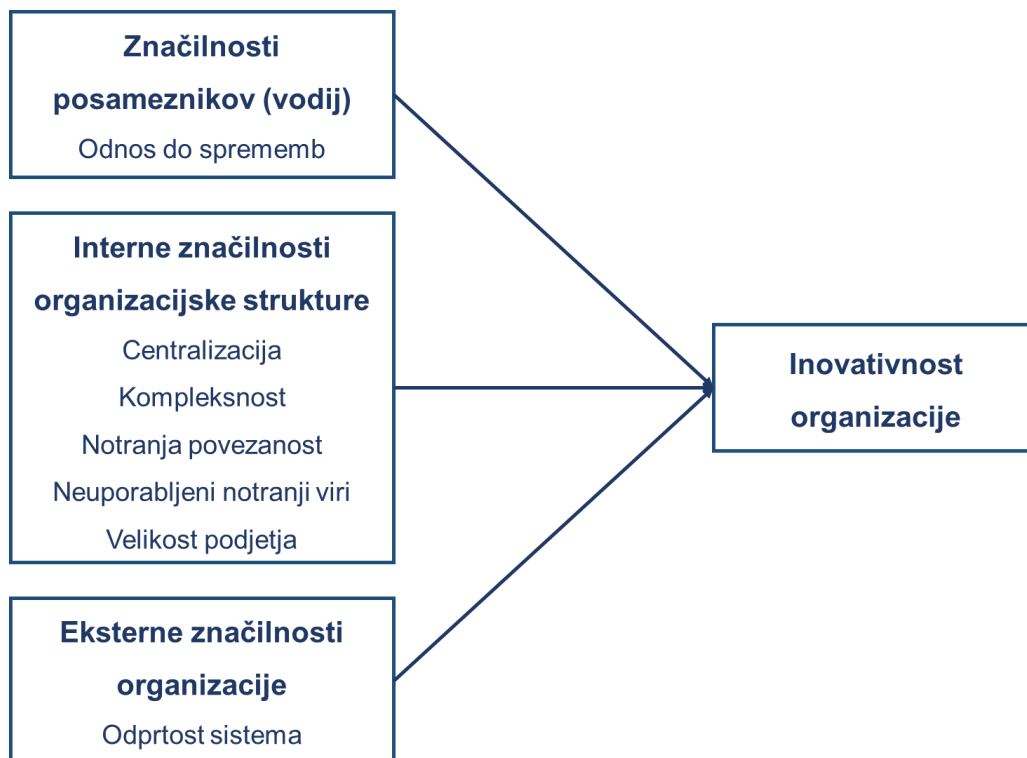 Značilnosti
posameznikov (vodij)
Odnos do sprememb
Interne značilnosti
organizacijske strukture
Centralizacija
Kompleksnost
Notranja povezanost
Neuporabljeni notranji viri
Velikost podjetja
Eksterne značilnosti
organizacije
Odprtost sistema
Inovativnost
organizacije